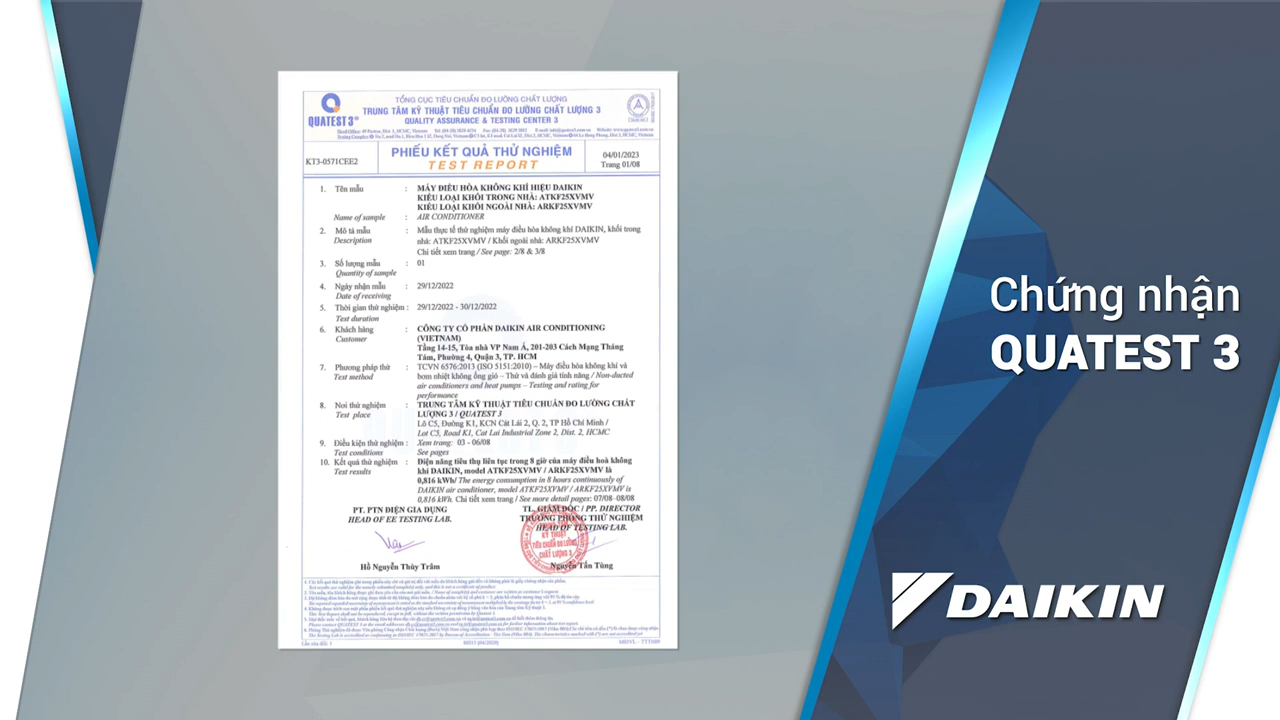 QUATEST 3®
TỔNG CỤC TIÊU CHUẨN ĐO LƯỜNG CHẤT LƯỢNG
TRUNG TÂM KỸ THUẬT TIÊU CHUẨN ĐO LƯỜNG CHẤT LƯỢNG 3
QUALITY ASSURANCE & TESTING CENTER 3
KT3-0571CEE2
PHIẾU KẾT QUẢ THỬ NGHIỆM
TEST REPORT
04/01/2023
Trang 01/08
1. Tên mẫu : MÁY ĐIỀU HÒA KHÔNG KHÍ HIỆU DAIKIN
KIỂU LOẠI KHỐI TRONG NHÀ: ATKF25XVMV
KIỂU LOẠI KHỐI NGOÀI NHÀ: ARKF25XVMV
Name of sample : AIR CONDITIONER
2. Mô tả mẫu : Mẫu thực tế thử nghiệm máy điều hòa không khí DAIKIN, khối trong
Description nhà: ATKF25XVMV / Khối ngoài nhà: ARKF25XVMV
Chi tiết xem trang / See page: 2/8 & 3/8
3. Số lượng mẫu : 01
Quantity of sample
4. Ngày nhận mẫu : 29/12/2022
Date of receiving
5. Thời gian thử nghiệm : 29/12/2022 - 30/12/2022
Test duration
6. Khách hàng : CÔNG TY CỔ PHẦN DAIKIN AIR CONDITIONING
Customer (VIETNAM)
Tầng 14-15, Tòa nhà VP Nam Á, 201-203 Cách Mạng Tháng
Tám, Phường 4, Quận 3, TP. HCM
7. Phương pháp thử : TCVN 6576:2013 (ISO 5151:2010) – Máy điều hòa không khí và
Test method bơm nhiệt không ống gió – Thử và đánh giá tính năng / Non-ducted
air conditioners and heat pumps – Testing and rating for
performance
8. Nơi thử nghiệm : TRUNG TÂM KỸ THUẬT TIÊU CHUẨN ĐO LƯỜNG CHẤT
Test place LƯỢNG 3 / QUATEST 3
Lô C5, Đường K1, KCN Cát Lái 2, Q. 2, TP Hồ Chí Minh /
Lot C5, Road K1, Cat Lai Industrial Zone 2, Dist. 2, HCMC
9. Điều kiện thử nghiệm : Xem trang: 03 - 06/08
Test conditions See pages
10. Kết quả thử nghiệm : Điện năng tiêu thụ liên tục trong 8 giờ của máy điều hoà không
Test results khí DAIKIN, model ATKF25XVMV / ARKF25XVMV là
0,816 kWh/ The energy consumption in 8 hours continuously of
DAIKIN air conditioner, model ATKF25XVMV / ARKF25XVMV is
0,816 kWh. Chi tiết xem trang / See more detail pages: 07/08–08/08
PT. PTN ĐIỆN GIA DỤNG
HEAD OF EE TESTING LAB.
TL. GIÁM ĐỐC / PP. DIRECTOR
TRƯỞNG PHÒNG THỬ NGHIỆM
HEAD OF TESTING LAB.
KỸ THUẬT
TIÊU CHUẨN ĐO LƯỜNG
CHẤT LƯỢNG 3
Hồ Nguyễn Thùy Trâm
Nguyễn Tấn Tùng
Chứng nhận
QUATEST 3
DAIKIN